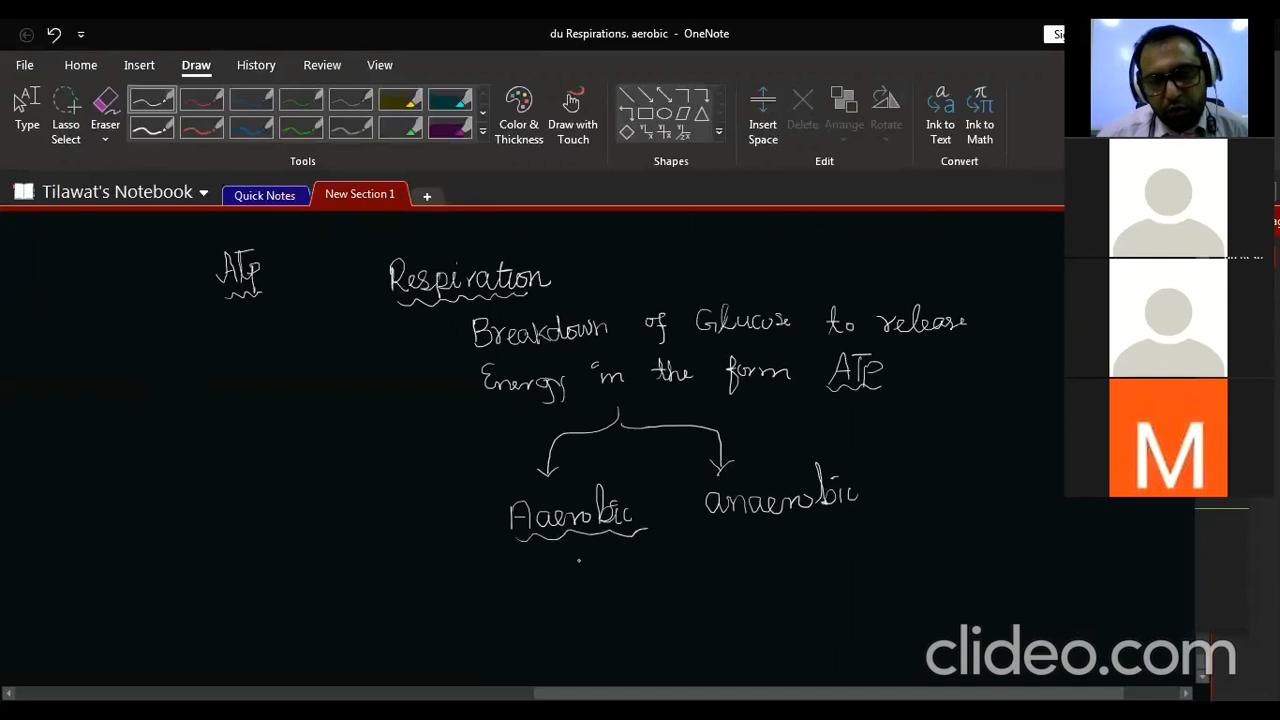 du Respirations. aerobic - OneNote
File Home Insert Draw History Review View
Type Lasso Select Eraser Color & Thickness Draw with Touch Insert Space Delete Arrange Rotate Ink to Text Ink to Math
Tools Shapes Edit Convert
Tilawat's Notebook Quick Notes New Section 1 +
ATP Respiration
Breakdown of Glucose to release
Energy in the form ATP
Aaerobic anaerobic
M
clideo.com